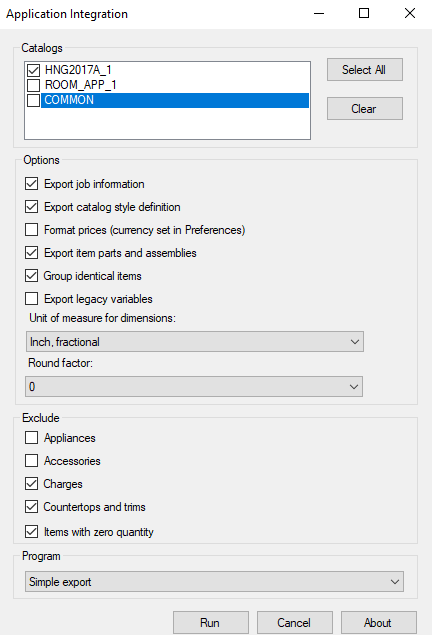 Application Integration
Catalogs
HNG2017A_1
ROOM_APP_1
COMMON
Select All
Clear
Options
Export job information
Export catalog style definition
Format prices (currency set in Preferences)
Export item parts and assemblies
Group identical items
Export legacy variables
Unit of measure for dimensions:
Inch, fractional
Round factor:
0
Exclude
Appliances
Accessories
Charges
Countertops and trims
Items with zero quantity
Program
Simple export
Run
Cancel
About